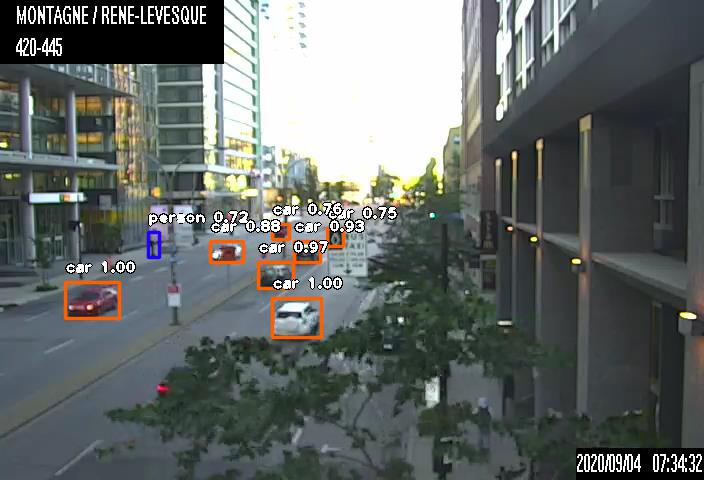 MONTAGNE / RENE-LEVESQUE
420-445
person 0.72
car 0.88
car 0.76
car 0.75
car 0.93
car 0.97
car 1.00
car 1.00
2020/09/04 07:34:32